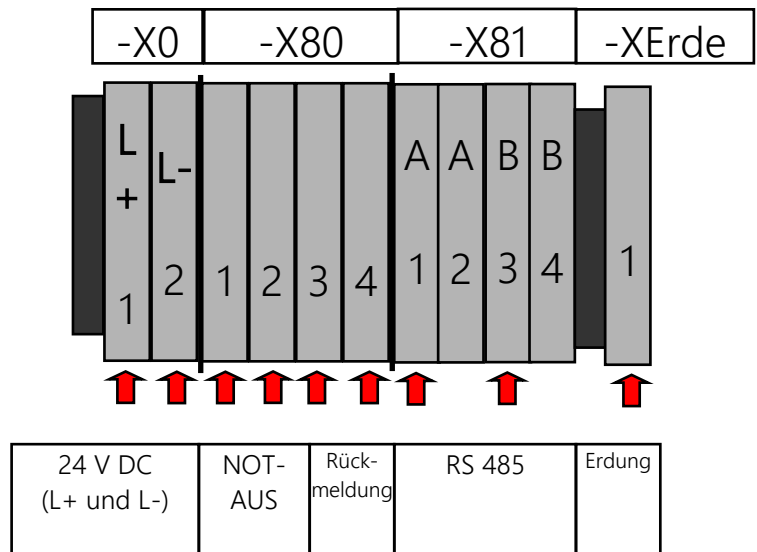 -X0 -X80 -X81 -XErde
L+ L- A A B B
1 2 1 2 3 4 1 2 3 4 1
24 V DC
(L+ und L-)
NOT-
AUS
Rück-
meldung
RS 485
Erdung